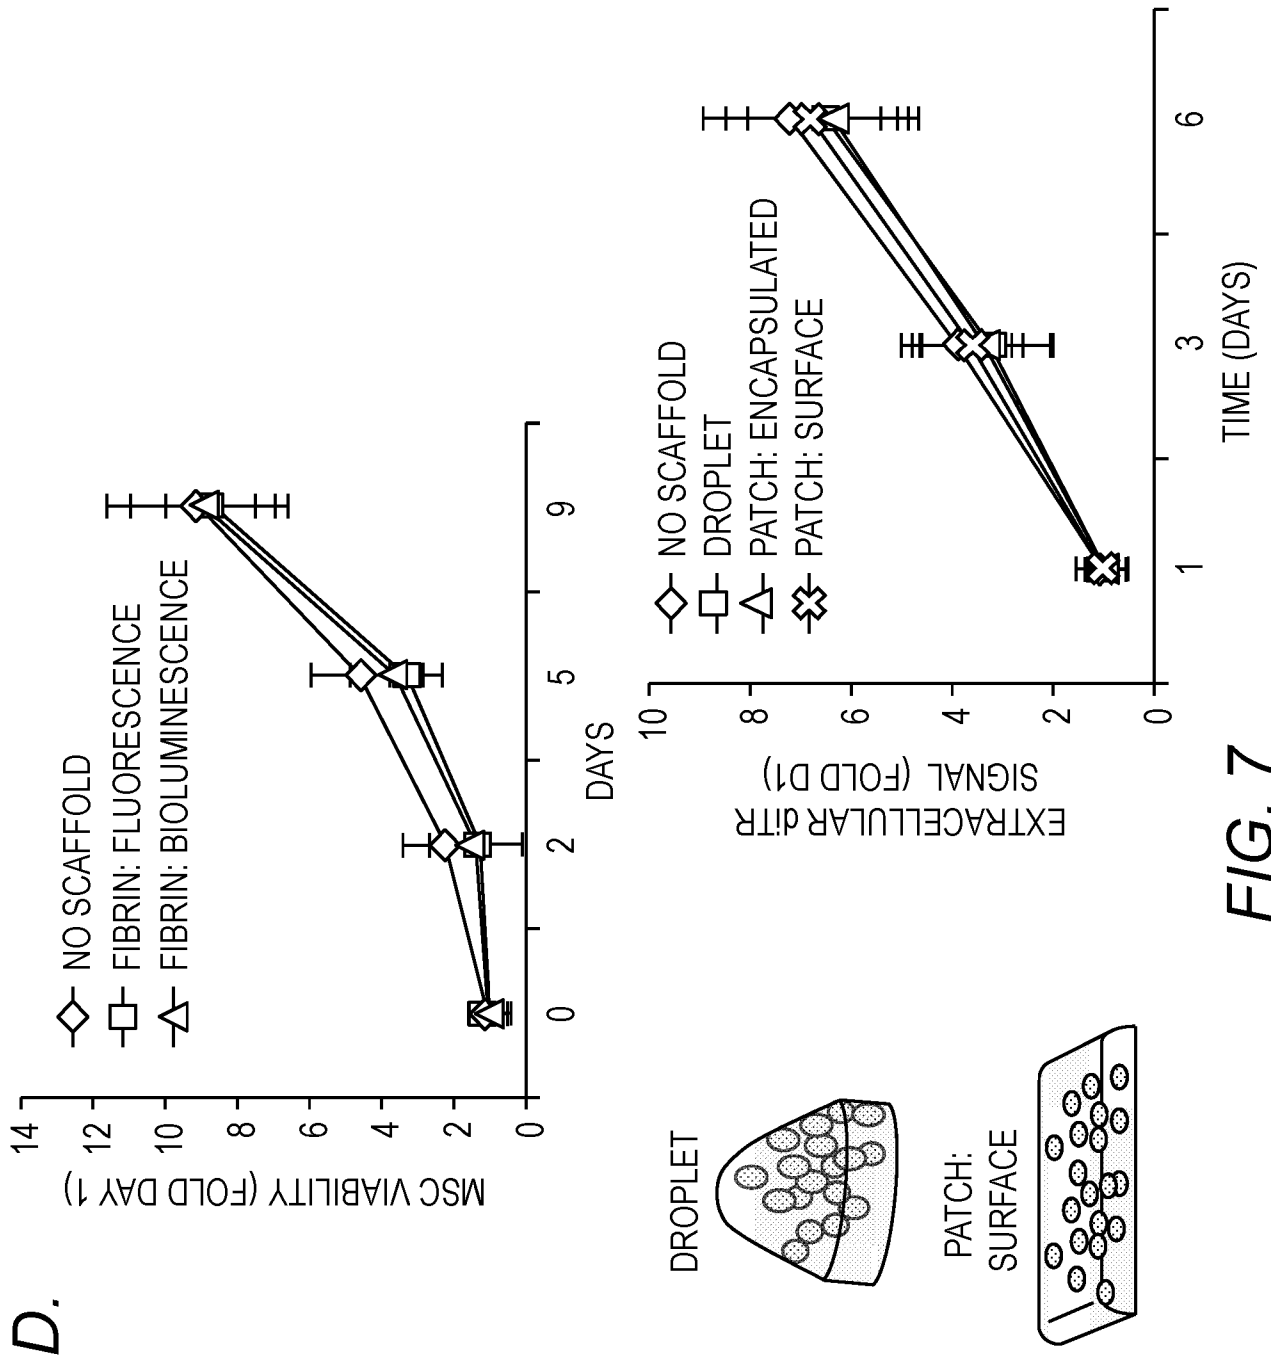 D.
MSC VIABILITY (FOLD DAY 1)
14
12
10
8
6
4
2
0
NO SCAFFOLD
FIBRIN: FLUORESCENCE
FIBRIN: BIOLUMINESCENCE
0
2
5
9
DAYS
DROPLET
PATCH:
SURFACE
EXTRACELLULAR diTR
SIGNAL (FOLD D1)
10
8
6
4
2
0
NO SCAFFOLD
DROPLET
PATCH: ENCAPSULATED
PATCH: SURFACE
1
3
6
TIME (DAYS)
FIG. 7